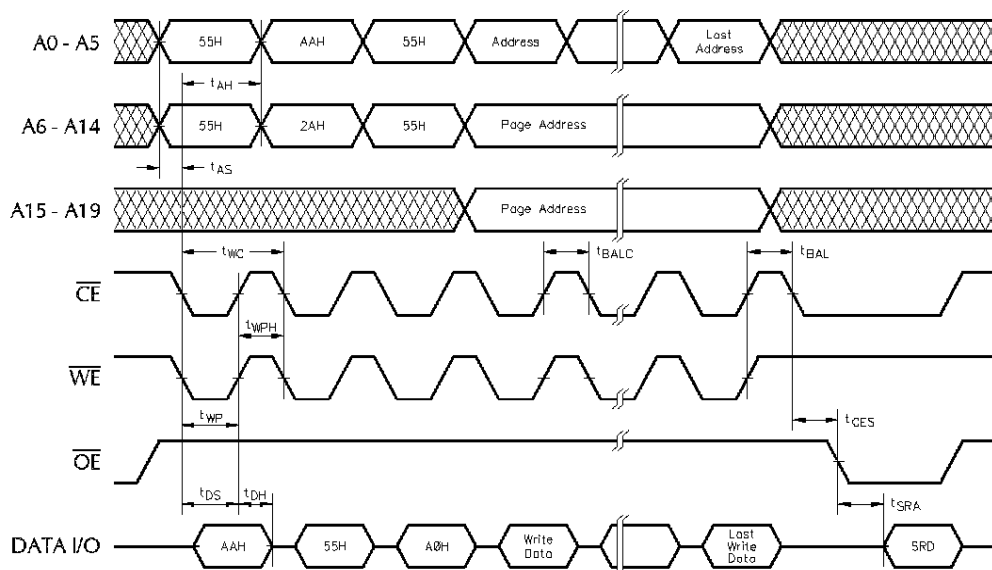 A0 - A5 55H AAH 55H Address Last Address
tAH
A6 - A14 55H 2AH 55H Page Address
tAS
A15 - A19 Page Address
tWC tBALC tBAL
CE
tWPH
WE
tWP tOES
OE
tDS tDH tSRA
DATA I/O AAH 55H A0H Write Data Last Write Data SRD